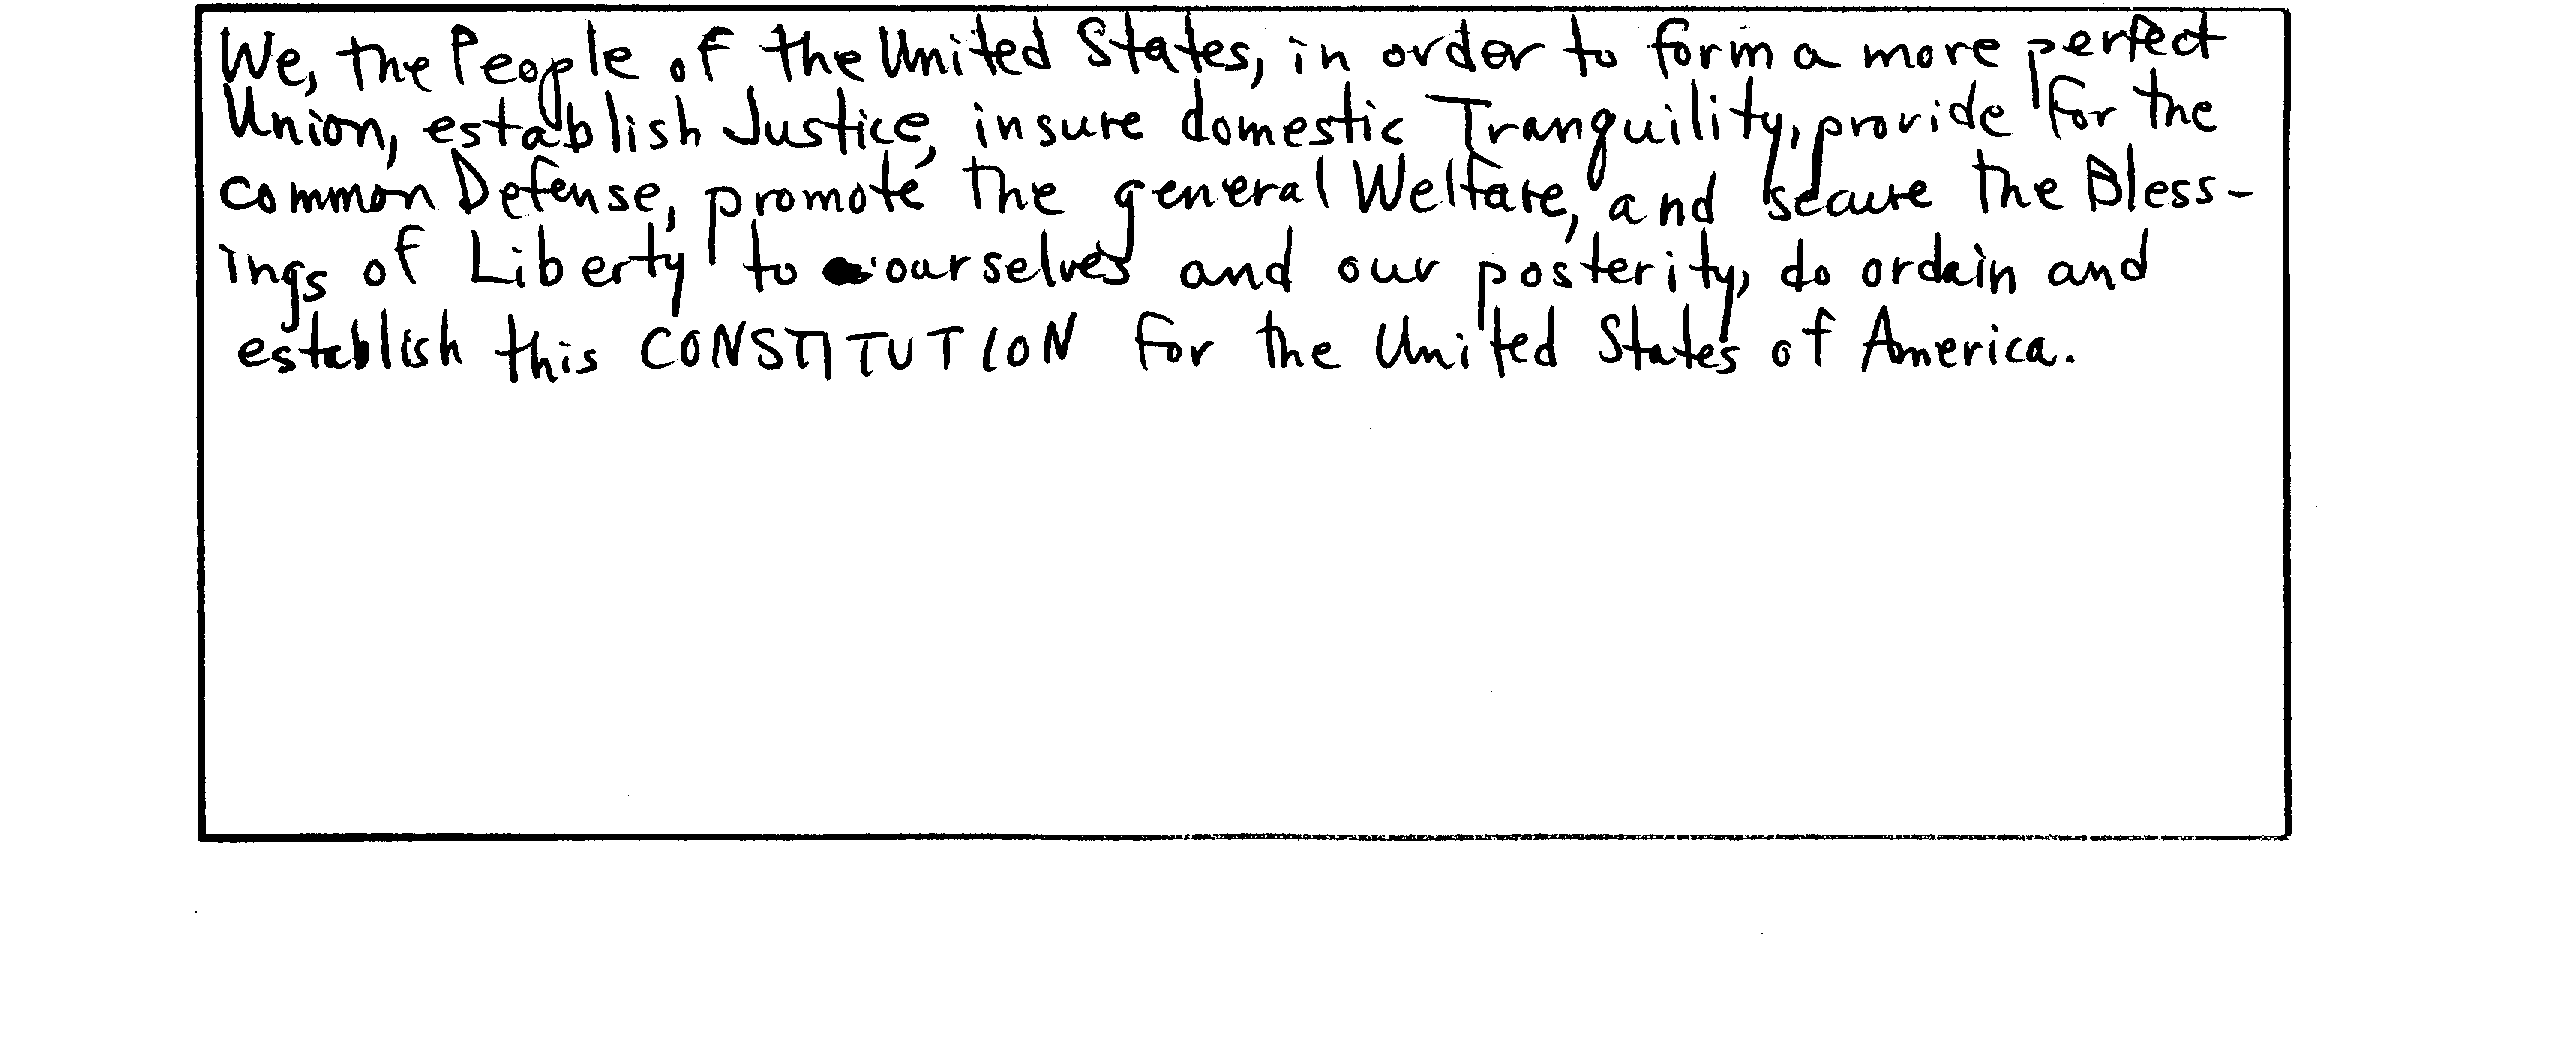 We, the People of the United States, in order to form a more perfect
Union, establish Justice, insure domestic Tranquility, provide for the
common Defense, promote the general Welfare, and secure the Bless-
ings of Liberty to ourselves and our posterity, do ordain and
establish this CONSTITUTION for the United States of America.